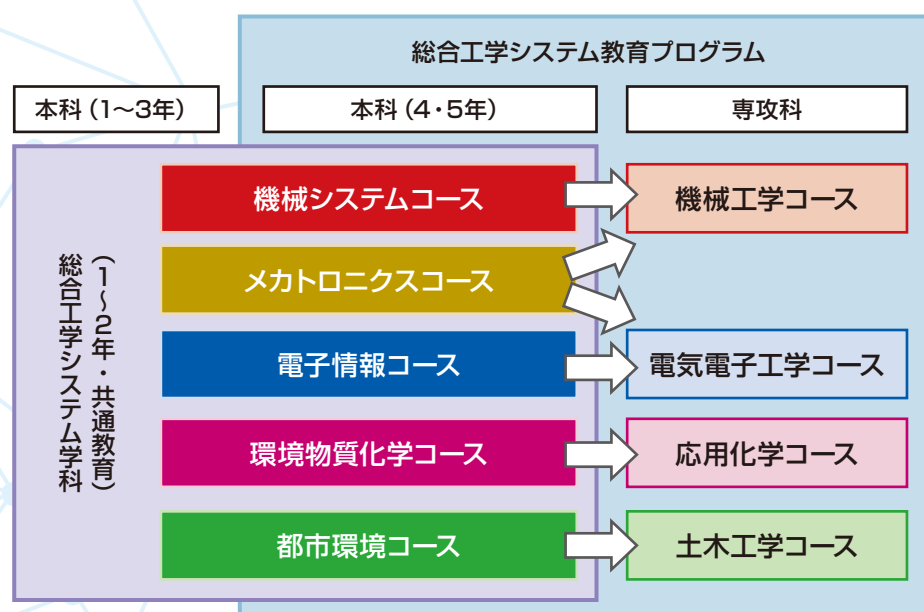 総合工学システム教育プログラム
本科（1～3年）
本科（4・5年）
専攻科
総合工学システム学科
（1～2年・共通教育）
機械システムコース
機械工学コース
メカトロニクスコース
電子情報コース
電気電子工学コース
環境物質化学コース
応用化学コース
都市環境コース
土木工学コース